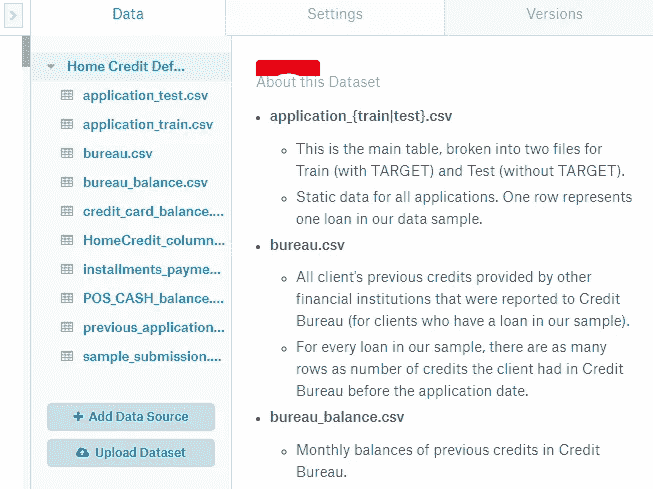 Data
Settings
Versions
Home Credit Def...
application_test.csv
application_train.csv
bureau.csv
bureau_balance.csv
credit_card_balance....
HomeCredit_column...
installments_payme...
POS_CASH_balance....
previous_application...
sample_submission....
+ Add Data Source
Upload Dataset
About this Dataset
• application_{train|test}.csv
◦ This is the main table, broken into two files for
Train (with TARGET) and Test (without TARGET).
◦ Static data for all applications. One row represents
one loan in our data sample.
• bureau.csv
◦ All client's previous credits provided by other
financial institutions that were reported to Credit
Bureau (for clients who have a loan in our sample).
◦ For every loan in our sample, there are as many
rows as number of credits the client had in Credit
Bureau before the application date.
• bureau_balance.csv
◦ Monthly balances of previous credits in Credit
Bureau.